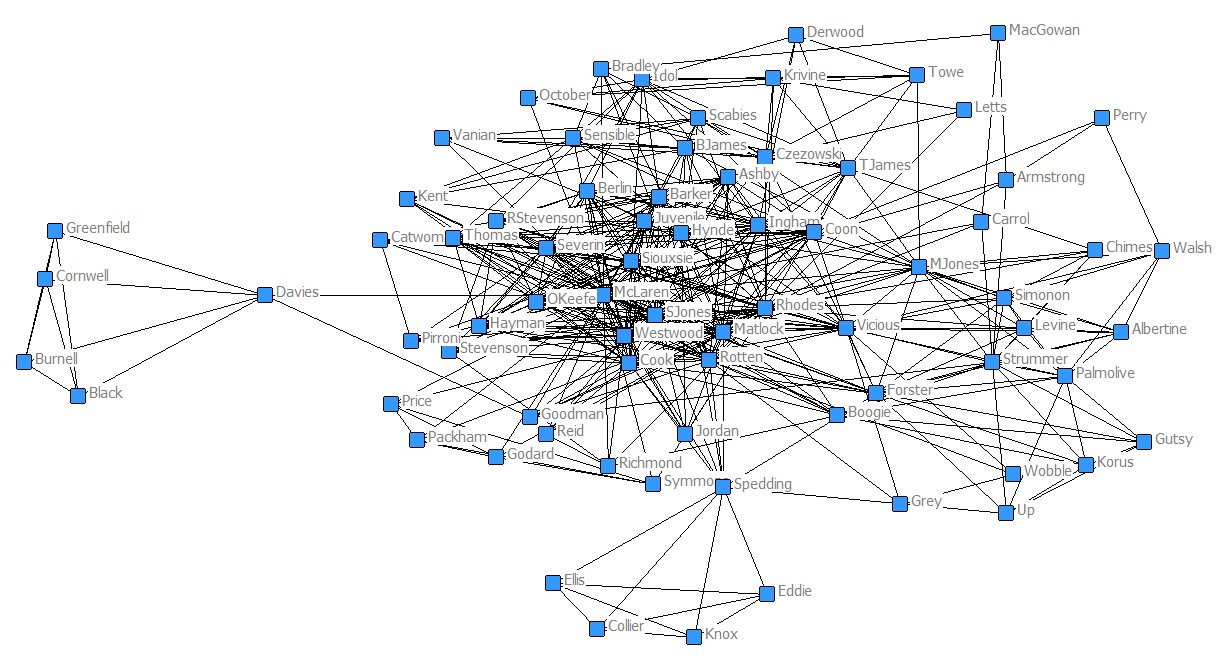 Derwood
MacGowan
Bradley
Idol
Krivine
Towe
October
Letts
Scabies
Perry
Vanian
Sensible
BJames
Czezowski
TJames
Ashby
Armstrong
Kent
Berlin
Barker
RStevenson
Juvenile
Ingham
Carrol
Greenfield
Catwom
Thomas
Hynde
Coon
Severin
Chimes
Walsh
Siouxsie
MJones
Cornwell
Davies
OKeefe
McLaren
Rhodes
Simonon
SJones
Hayman
Westwood
Matlock
Vicious
Levine
Albertine
Pirroni
Stevenson
Burnell
Cook
Rotten
Strummer
Palmolive
Black
Forster
Price
Goodman
Boogie
Packham
Reid
Jordan
Gutsy
Godard
Richmond
Korus
Symmo
Spedding
Wobble
Grey
Up
Ellis
Eddie
Collier
Knox